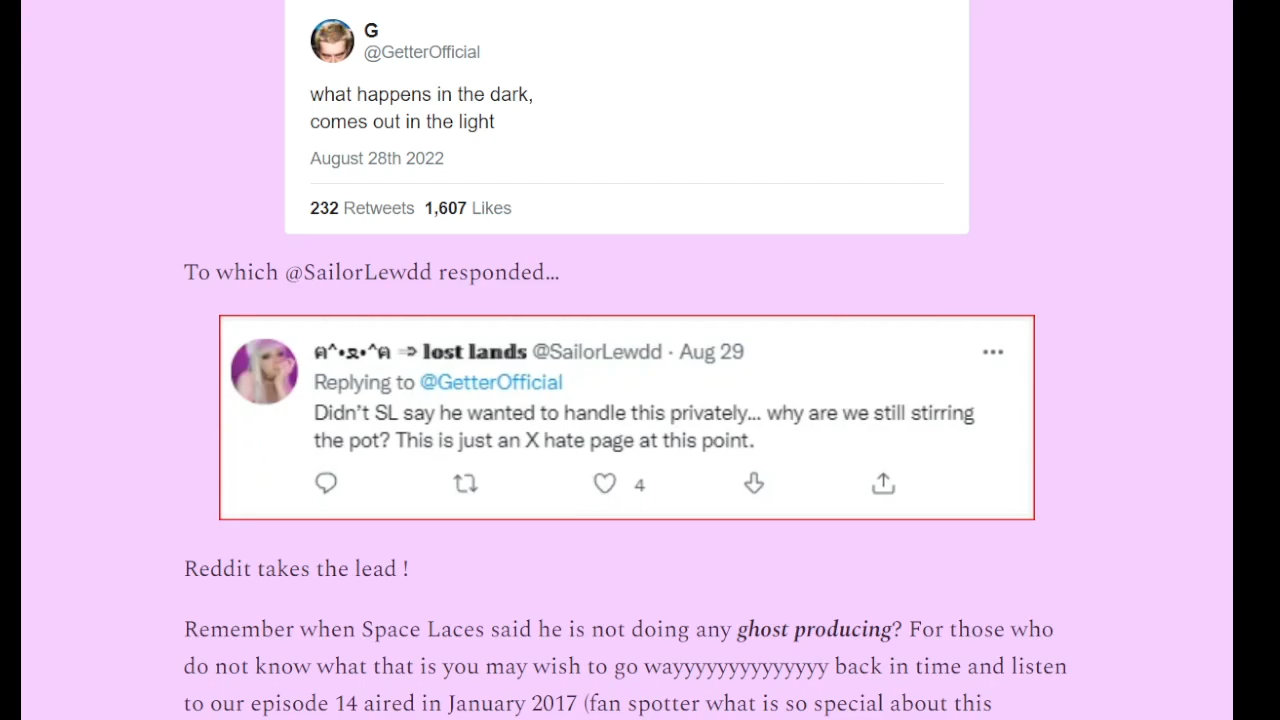 G
@GetterOfficial
what happens in the dark,
comes out in the light
August 28th 2022
232 Retweets 1,607 Likes
To which @SailorLewdd responded...
ฅ^•ﻌ•^ฅ ⇒ 𝖑𝖔𝖘𝖙 𝖑𝖆𝖓𝖉𝖘 @SailorLewdd · Aug 29
Replying to @GetterOfficial
Didn't SL say he wanted to handle this privately... why are we still stirring
the pot? This is just an X hate page at this point.
4
Reddit takes the lead !
Remember when Space Laces said he is not doing any ghost producing? For those who
do not know what that is you may wish to go wayyyyyyyyyyyyyy back in time and listen
to our episode 14 aired in January 2017 (fan spotter what is so special about this